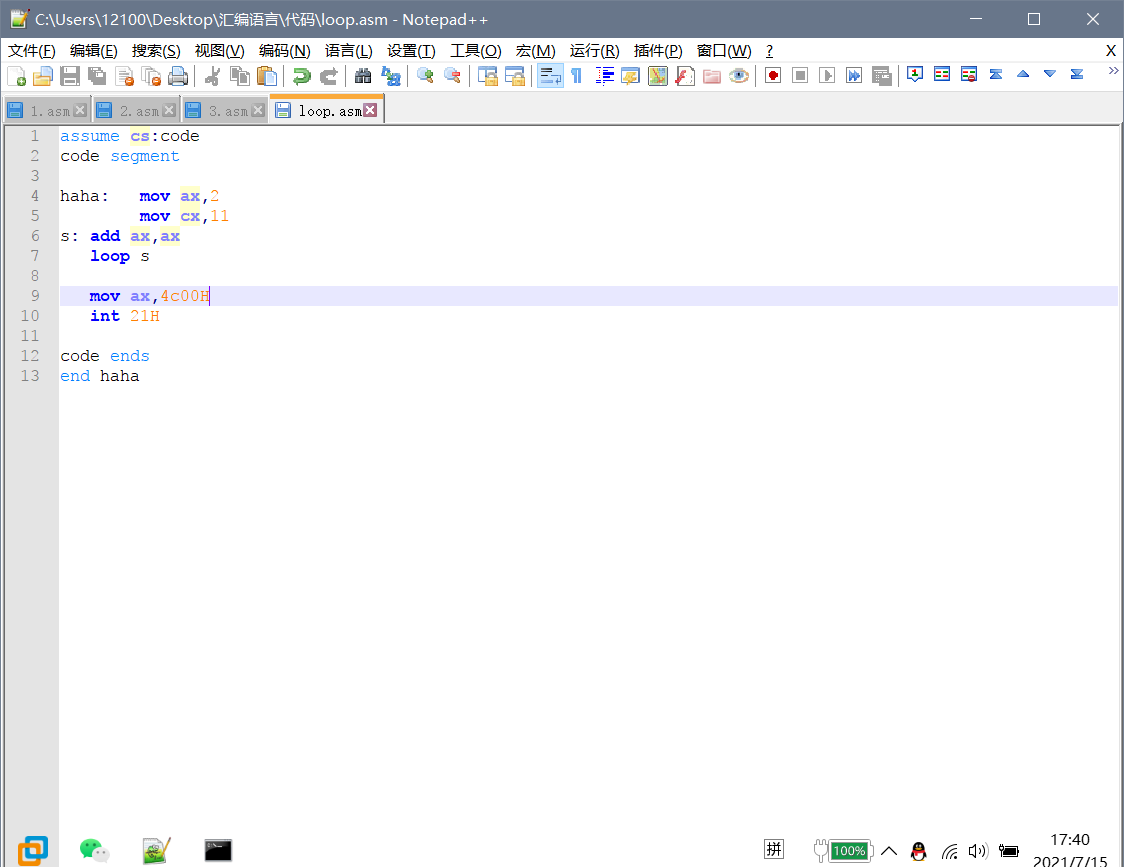 C:\Users\12100\Desktop\汇编语言\代码\loop.asm - Notepad++
文件(F) 编辑(E) 搜索(S) 视图(V) 编码(N) 语言(L) 设置(T) 工具(O) 宏(M) 运行(R) 插件(P) 窗口(W) ? X
1.asm 2.asm 3.asm loop.asm
1 assume cs:code
2 code segment
3
4 haha: mov ax,2
5 mov cx,11
6 s: add ax,ax
7 loop s
8
9 mov ax,4c00H
10 int 21H
11
12 code ends
13 end haha
拼 100% 17:40
2021/7/15